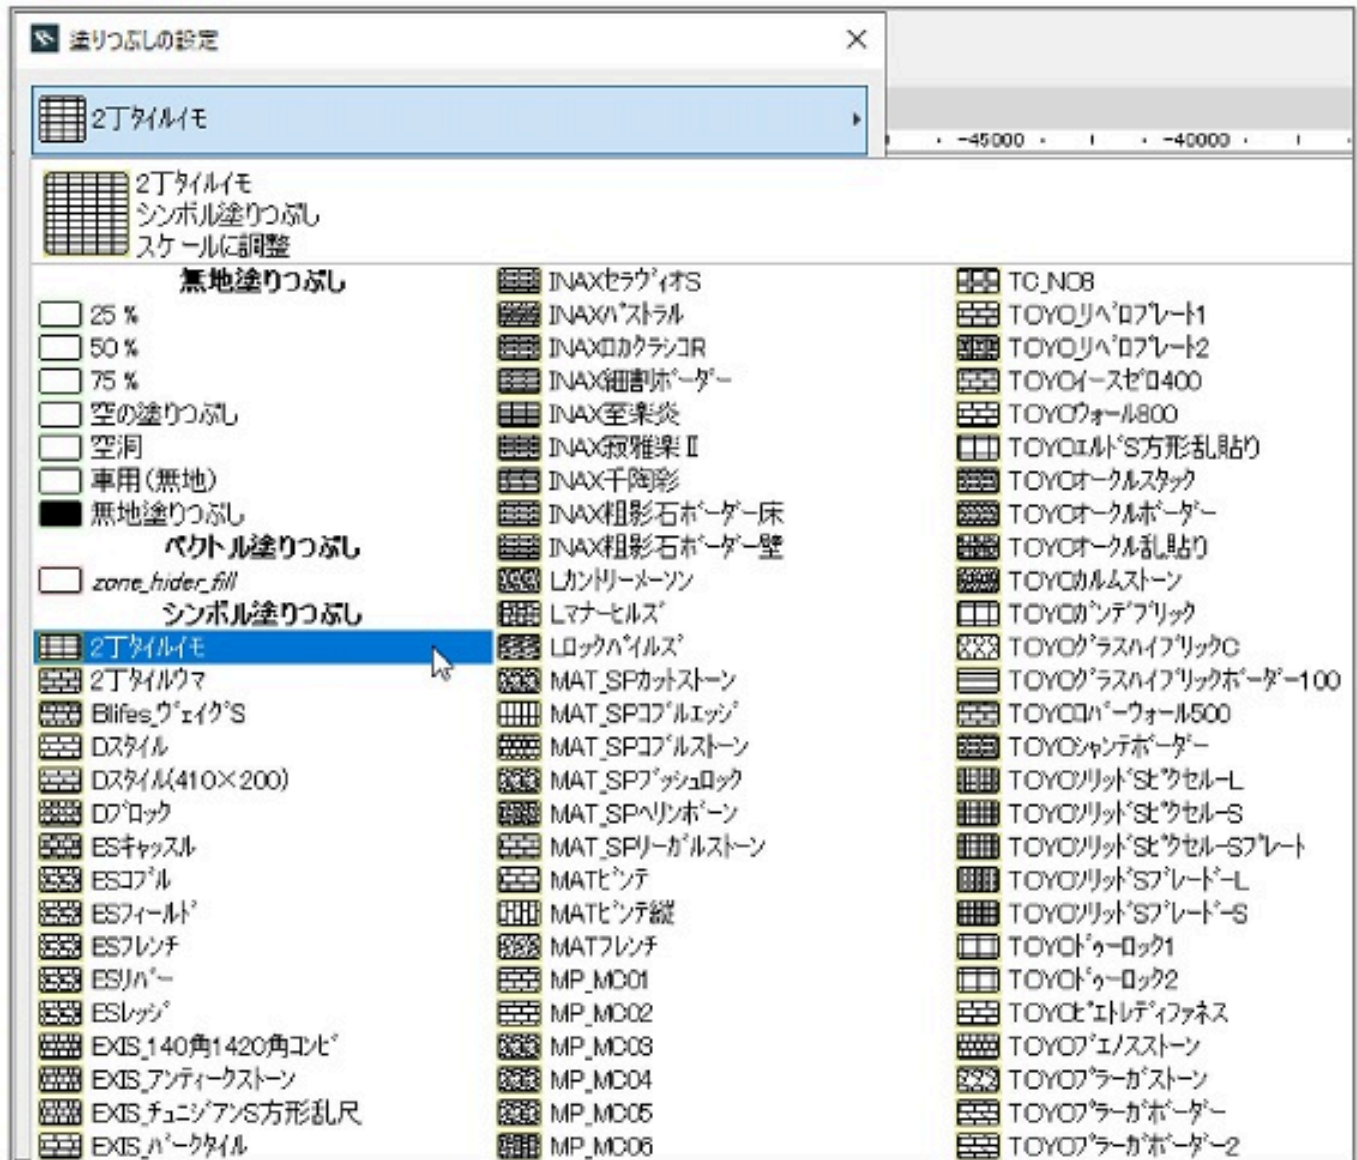 塗りつぶしの設定
2丁ﾀｲﾙイモ
-45000
-40000
2丁ﾀｲﾙイモ
シンボル塗りつぶし
スケールに調整
無地塗りつぶし
25 %
50 %
75 %
空の塗りつぶし
空洞
車用(無地)
無地塗りつぶし
ベクトル塗りつぶし
zone_hider_fill
シンボル塗りつぶし
2丁ﾀｲﾙイモ
2丁ﾀｲﾙウマ
Blifes_ｳﾞｪｲｸﾞS
Dｽﾀｲﾙ
Dｽﾀｲﾙ(410×200)
Dﾌﾞﾛｯｸ
ESｷｬｯｽﾙ
ESｺﾌﾞﾙ
ESﾌｨｰﾙﾄﾞ
ESﾌﾚﾝﾁ
ESﾘﾊﾞｰ
ESﾚｯｼﾞ
EXIS_140角1420角ｺﾝﾋﾞ
EXIS_ｱﾝﾃｨｰｸｽﾄｰﾝ
EXIS_ﾁｭﾆｼﾞｱﾝS方形乱尺
EXIS_ﾊﾟｰｸﾀｲﾙ
INAXｾﾗｳﾞｨｵS
INAXﾊﾟｽﾄﾗﾙ
INAXﾛｶｸﾗｼｺR
INAX細割ﾎﾞｰﾀﾞｰ
INAX至楽炎
INAX寂雅楽Ⅱ
INAX千陶彩
INAX粗影石ﾎﾞｰﾀﾞｰ床
INAX粗影石ﾎﾞｰﾀﾞｰ壁
Lｶﾝﾄﾘｰﾒｰｿﾝ
Lﾏﾅｰﾋﾙｽﾞ
Lﾛｯｸﾊﾟｲﾙｽﾞ
MAT_SPｶｯﾄｽﾄｰﾝ
MAT_SPｺﾌﾞﾙｴｯｼﾞ
MAT_SPｺﾌﾞﾙｽﾄｰﾝ
MAT_SPﾌﾞｯｼｭﾛｯｸ
MAT_SPﾍﾘﾝﾎﾞｰﾝ
MAT_SPﾘｰｶﾞﾙｽﾄｰﾝ
MATﾋﾞﾝﾃ
MATﾋﾞﾝﾃ縦
MATﾌﾚﾝﾁ
MP_MC01
MP_MC02
MP_MC03
MP_MC04
MP_MC05
MP_MC06
TC_NO8
TOYO_ﾘﾍﾞﾛﾌﾟﾚｰﾄ1
TOYO_ﾘﾍﾞﾛﾌﾟﾚｰﾄ2
TOYOｲｰｽｾﾞﾛ400
TOYOｳｫｰﾙ800
TOYOｴﾙﾄﾞS方形乱貼り
TOYOｵｰｸﾙｽﾀｯｸ
TOYOｵｰｸﾙﾎﾞｰﾀﾞｰ
TOYOｵｰｸﾙ乱貼り
TOYOｶﾙﾑｽﾄｰﾝ
TOYOｶﾞﾝﾃﾞﾌﾞﾘｯｸ
TOYOｸﾞﾗｽﾊｲﾌﾞﾘｯｸC
TOYOｸﾞﾗｽﾊｲﾌﾞﾘｯｸﾎﾞｰﾀﾞｰ100
TOYOｺﾊﾞｰｳｫｰﾙ500
TOYOｼｬﾝﾃﾎﾞｰﾀﾞｰ
TOYOｿﾘｯﾄﾞSﾋﾟｸｾﾙｰL
TOYOｿﾘｯﾄﾞSﾋﾟｸｾﾙｰS
TOYOｿﾘｯﾄﾞSﾋﾟｸｾﾙｰSﾌﾟﾚｰﾄ
TOYOｿﾘｯﾄﾞSﾌﾞﾚｰﾄﾞｰL
TOYOｿﾘｯﾄﾞSﾌﾞﾚｰﾄﾞｰS
TOYOﾄﾞｩｰﾛｯｸ1
TOYOﾄﾞｩｰﾛｯｸ2
TOYOﾋﾟｴﾄﾚﾃﾞｨﾌｧﾈｽ
TOYOﾌﾞｴﾉｽｽﾄｰﾝ
TOYOﾌﾟﾗｰｶﾞｽﾄｰﾝ
TOYOﾌﾟﾗｰｶﾞﾎﾞｰﾀﾞｰ
TOYOﾌﾟﾗｰｶﾞﾎﾞｰﾀﾞｰ2